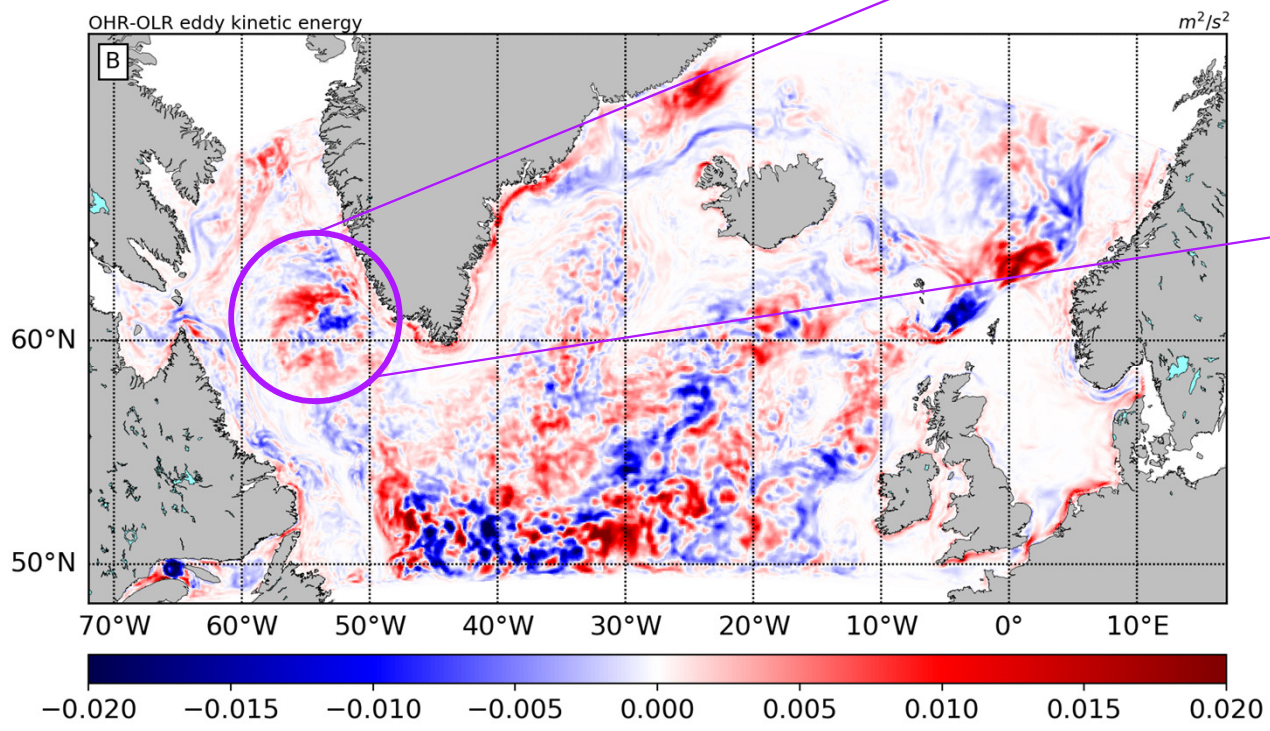 OHR-OLR eddy kinetic energy m²/s²
B
60°N
50°N
70°W 60°W 50°W 40°W 30°W 20°W 10°W 0° 10°E
−0.020 −0.015 −0.010 −0.005 0.000 0.005 0.010 0.015 0.020